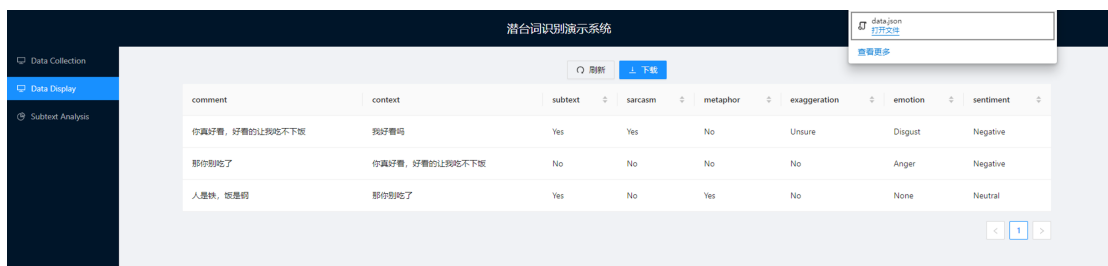 潜台词识别演示系统
data.json
打开文件
查看更多
Data Collection
Data Display
Subtext Analysis
刷新 下载
comment context subtext sarcasm metaphor exaggeration emotion sentiment
你真好看，好看的让我吃不下饭 我好看吗 Yes Yes No Unsure Disgust Negative
那你别吃了 你真好看，好看的让我吃不下饭 No No No No Anger Negative
人是铁，饭是钢 那你别吃了 Yes No Yes No None Neutral
< 1 >